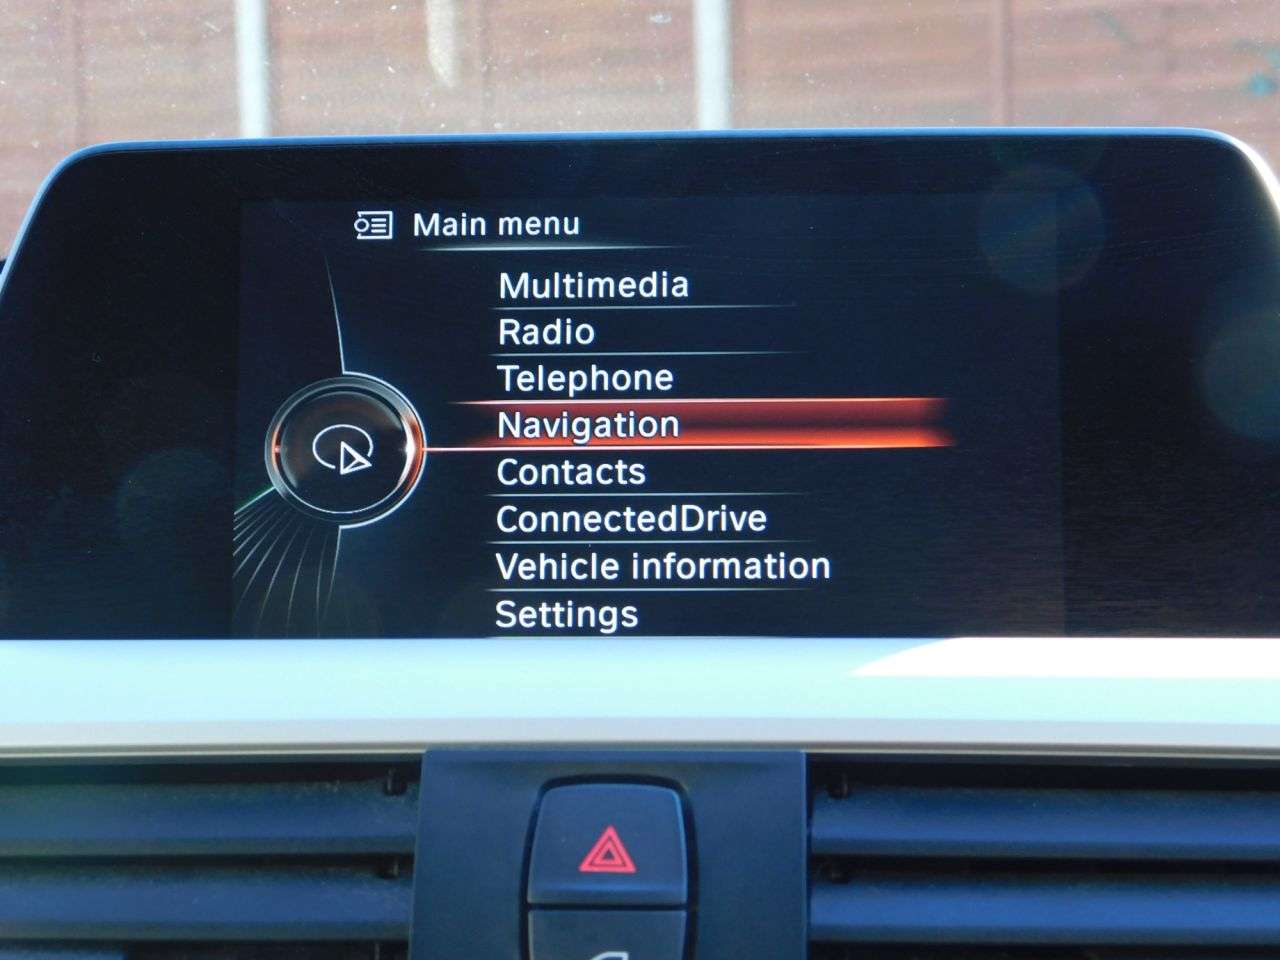 Main menu
Multimedia
Radio
Telephone
Navigation
Contacts
ConnectedDrive
Vehicle information
Settings